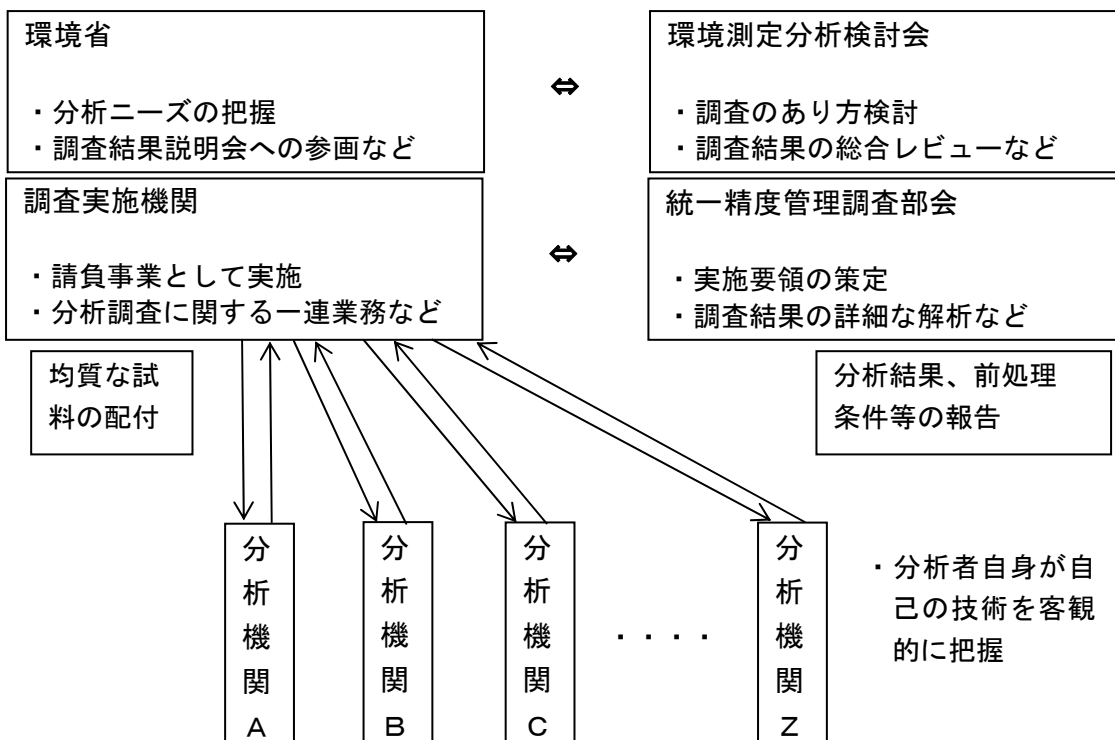 環境省
・分析ニーズの把握
・調査結果説明会への参画など
⇔
環境測定分析検討会
・調査のあり方検討
・調査結果の総合レビューなど
調査実施機関
・請負事業として実施
・分析調査に関する一連業務など
⇔
統一精度管理調査部会
・実施要領の策定
・調査結果の詳細な解析など
均質な試
料の配付
分析結果、前処理
条件等の報告
分析機関A
分析機関B
分析機関C
・・・・
分析機関Z
・分析者自身が自
己の技術を客観
的に把握